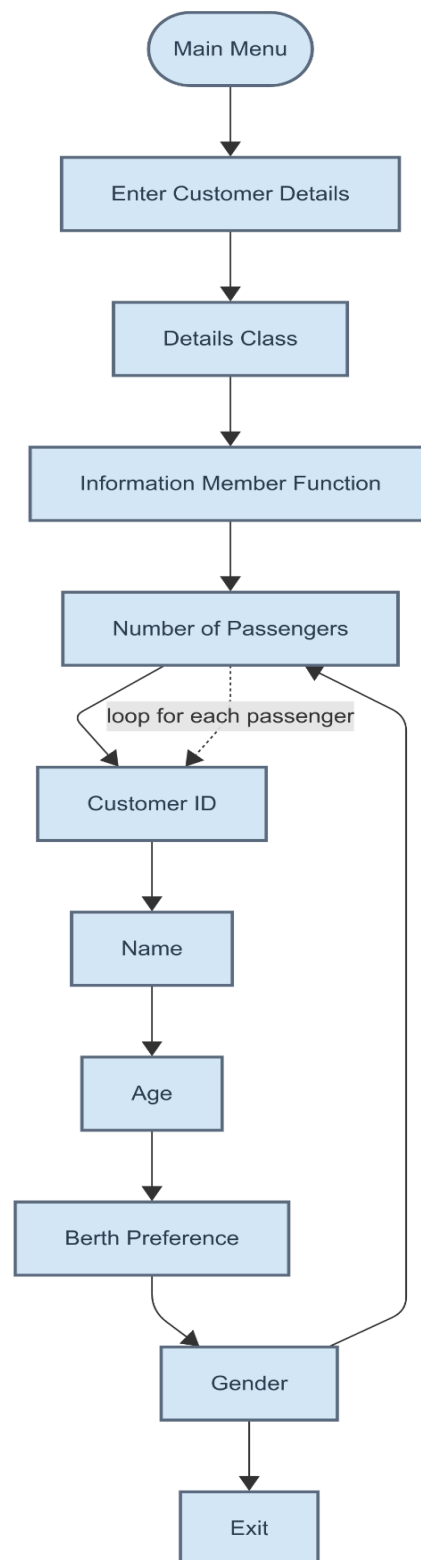 Main Menu
Enter Customer Details
Details Class
Information Member Function
Number of Passengers
loop for each passenger
Customer ID
Name
Age
Berth Preference
Gender
Exit